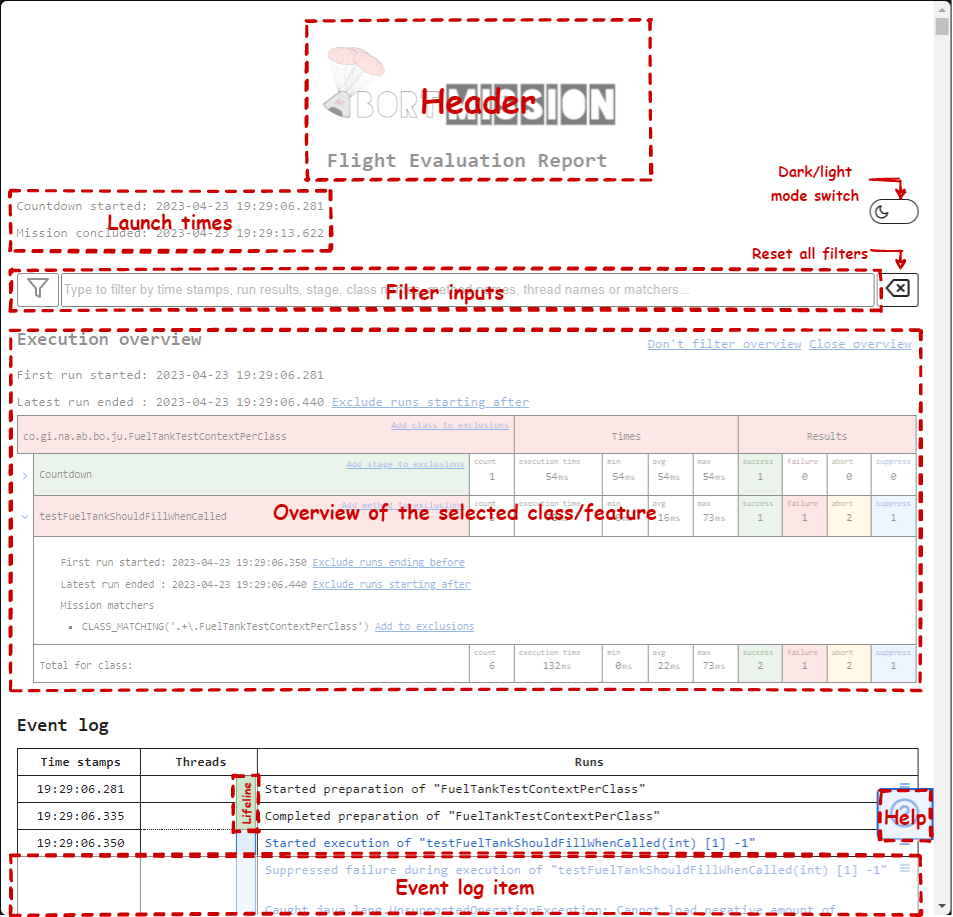 BORTMISSION
Header
Flight Evaluation Report
Dark/light
mode switch
Countdown started: 2023-04-23 19:29:06.281
Launch times
Mission concluded: 2023-04-23 19:29:13.622
Reset all filters
Type to filter by time stamps, run results, stage, class names, method names, thread names or matchers...
Filter inputs
Execution overview
Don't filter overview Close overview
First run started: 2023-04-23 19:29:06.281
Latest run ended : 2023-04-23 19:29:06.440 Exclude runs starting after
co.gi.na.ab.bo.ju.FuelTankTestContextPerClass Add class to exclusions Times Results
Countdown Add stage to exclusions count 1 execution time 54ms min 54ms avg 54ms max 54ms success 1 failure 0 abort 0 suppress 0
testFuelTankShouldFillWhenCalled Add method to exclusions count execution time min avg 16ms max 73ms success 1 failure 1 abort 2 suppress 1
Overview of the selected class/feature
First run started: 2023-04-23 19:29:06.350 Exclude runs ending before
Latest run ended : 2023-04-23 19:29:06.440 Exclude runs starting after
Mission matchers
• CLASS_MATCHING('.+\.FuelTankTestContextPerClass') Add to exclusions
Total for class: count 6 execution time 132ms min 0ms avg 22ms max 73ms success 2 failure 1 abort 2 suppress 1
Event log
Time stamps Threads Runs
19:29:06.281 Started preparation of "FuelTankTestContextPerClass"
Lifeline
19:29:06.335 Completed preparation of "FuelTankTestContextPerClass"
Help
19:29:06.350 Started execution of "testFuelTankShouldFillWhenCalled(int) [1] -1"
Suppressed failure during execution of "testFuelTankShouldFillWhenCalled(int) [1] -1"
Event log item
Caught java.lang.UnsupportedOperationException: Cannot load negative amount of